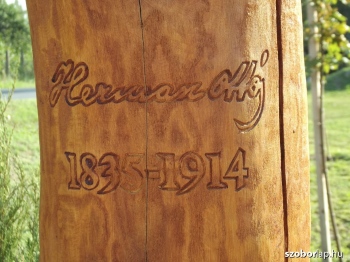 Herman Ottó
1835-1914
szoborlap.hu